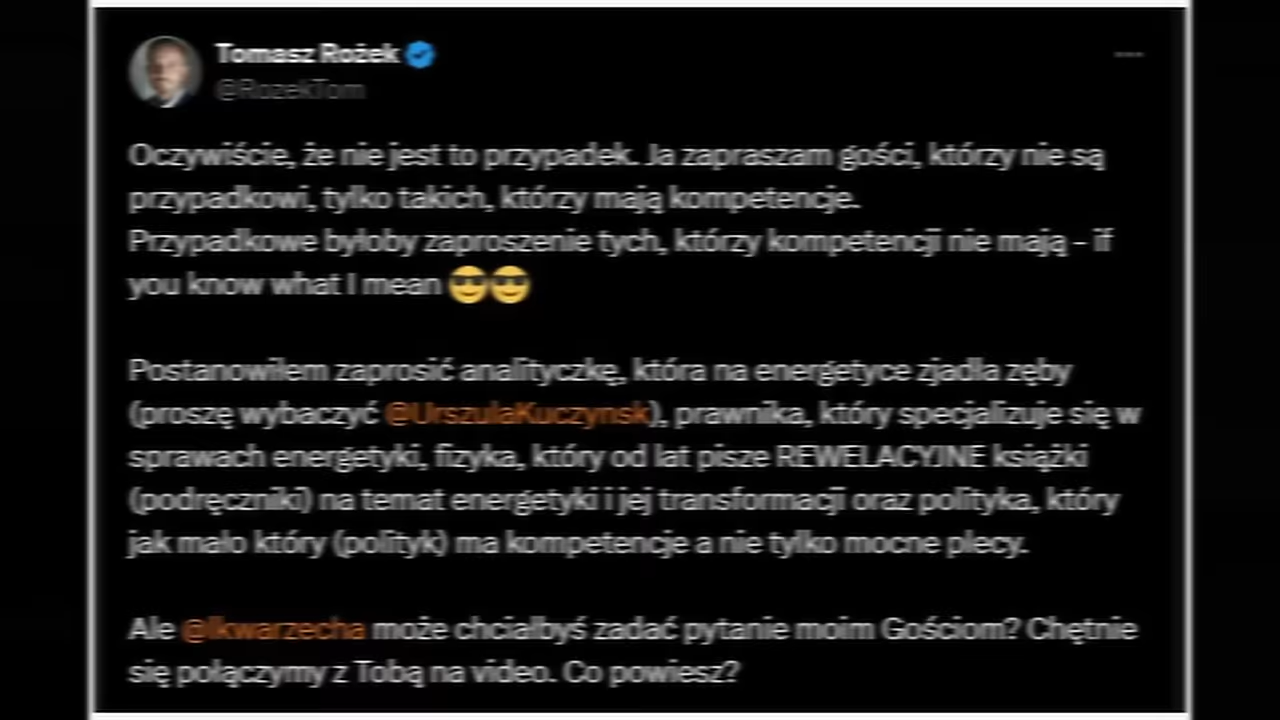 Tomasz Rożek
@RozekTom
Oczywiście, że nie jest to przypadek. Ja zapraszam gości, którzy nie są
przypadkowi, tylko takich, którzy mają kompetencje.
Przypadkowe byłoby zaproszenie tych, którzy kompetencji nie mają - if
you know what I mean 😎😎
Postanowiłem zaprosić analityczkę, która na energetyce zjadła zęby
(proszę wybaczyć @UrszulaKuczynsk), prawnika, który specjalizuje się w
sprawach energetyki, fizyka, który od lat pisze REWELACYJNE książki
(podręczniki) na temat energetyki i jej transformacji oraz polityka, który
jak mało który (polityk) ma kompetencje a nie tylko mocne plecy.
Ale @lkwarzecha może chciałbyś zadać pytanie moim Gościom? Chętnie
się połączymy z Tobą na video. Co powiesz?